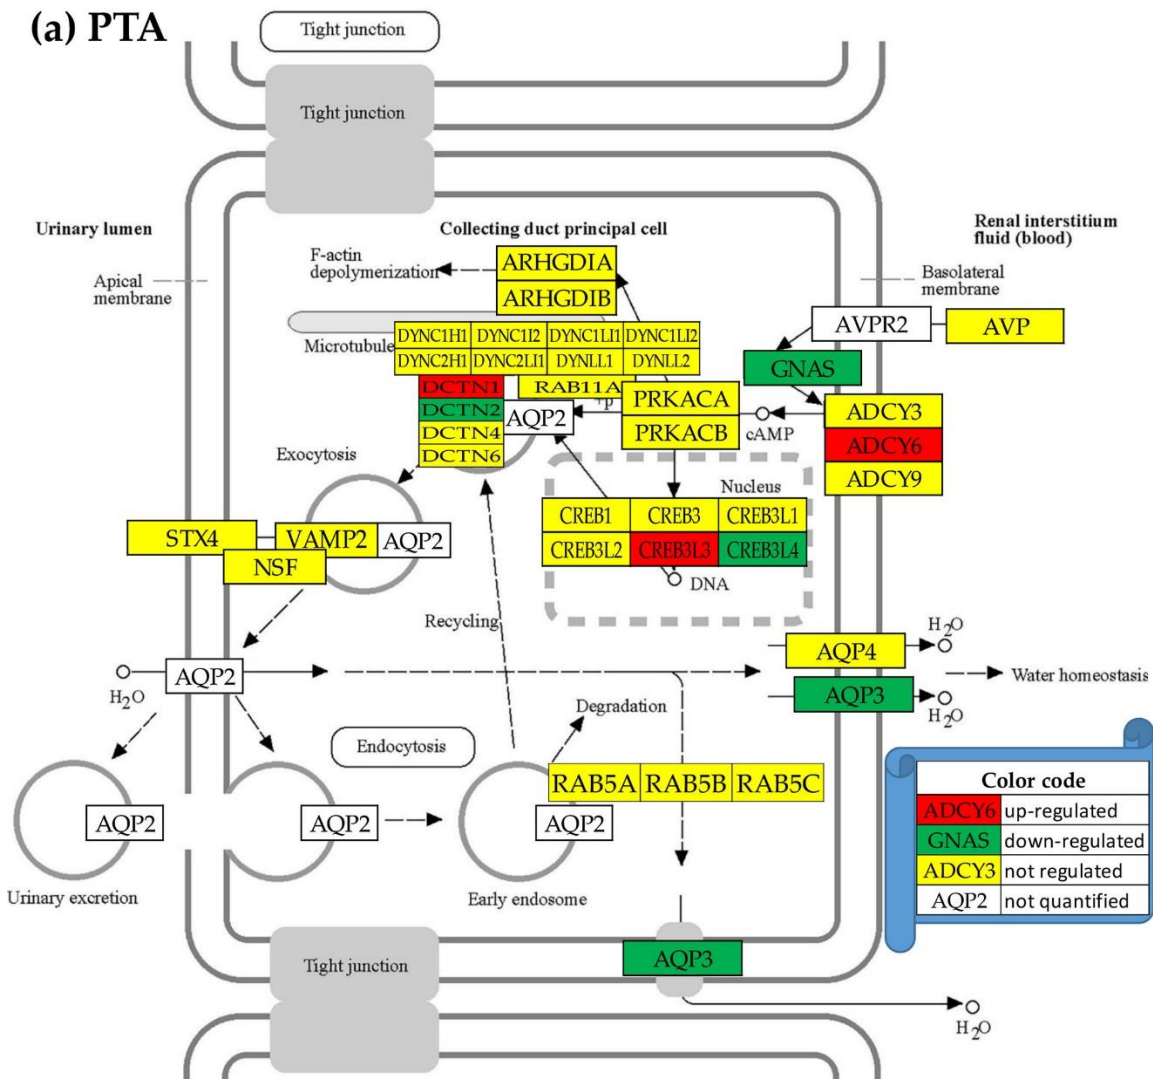 (a) PTA
Tight junction
Tight junction
Urinary lumen
Collecting duct principal cell
Renal interstitium
fluid (blood)
Apical
membrane
F-actin
depolymerization
ARHGDIA
ARHGDIB
Basolateral
membrane
AVPR2
AVP
Microtubule
DYNC1H1 DYNC1I2 DYNC1LI1 DYNC1LI2
DYNC2H1 DYNC2LI1 DYNLL1 DYNLL2
GNAS
DCTN1
RAB11A
DCTN2
AQP2
+p
PRKACA
cAMP
ADCY3
DCTN4
PRKACB
ADCY6
DCTN6
ADCY9
Exocytosis
Nucleus
CREB1 CREB3 CREB3L1
CREB3L2 CREB3L3 CREB3L4
DNA
STX4
VAMP2
AQP2
NSF
Recycling
H2O
AQP4
AQP2
H2O
AQP3
H2O
Water homeostasis
Degradation
Endocytosis
RAB5A RAB5B RAB5C
AQP2
AQP2
AQP2
Urinary excretion
Early endosome
Color code
ADCY6 up-regulated
GNAS down-regulated
ADCY3 not regulated
AQP2 not quantified
Tight junction
AQP3
H2O